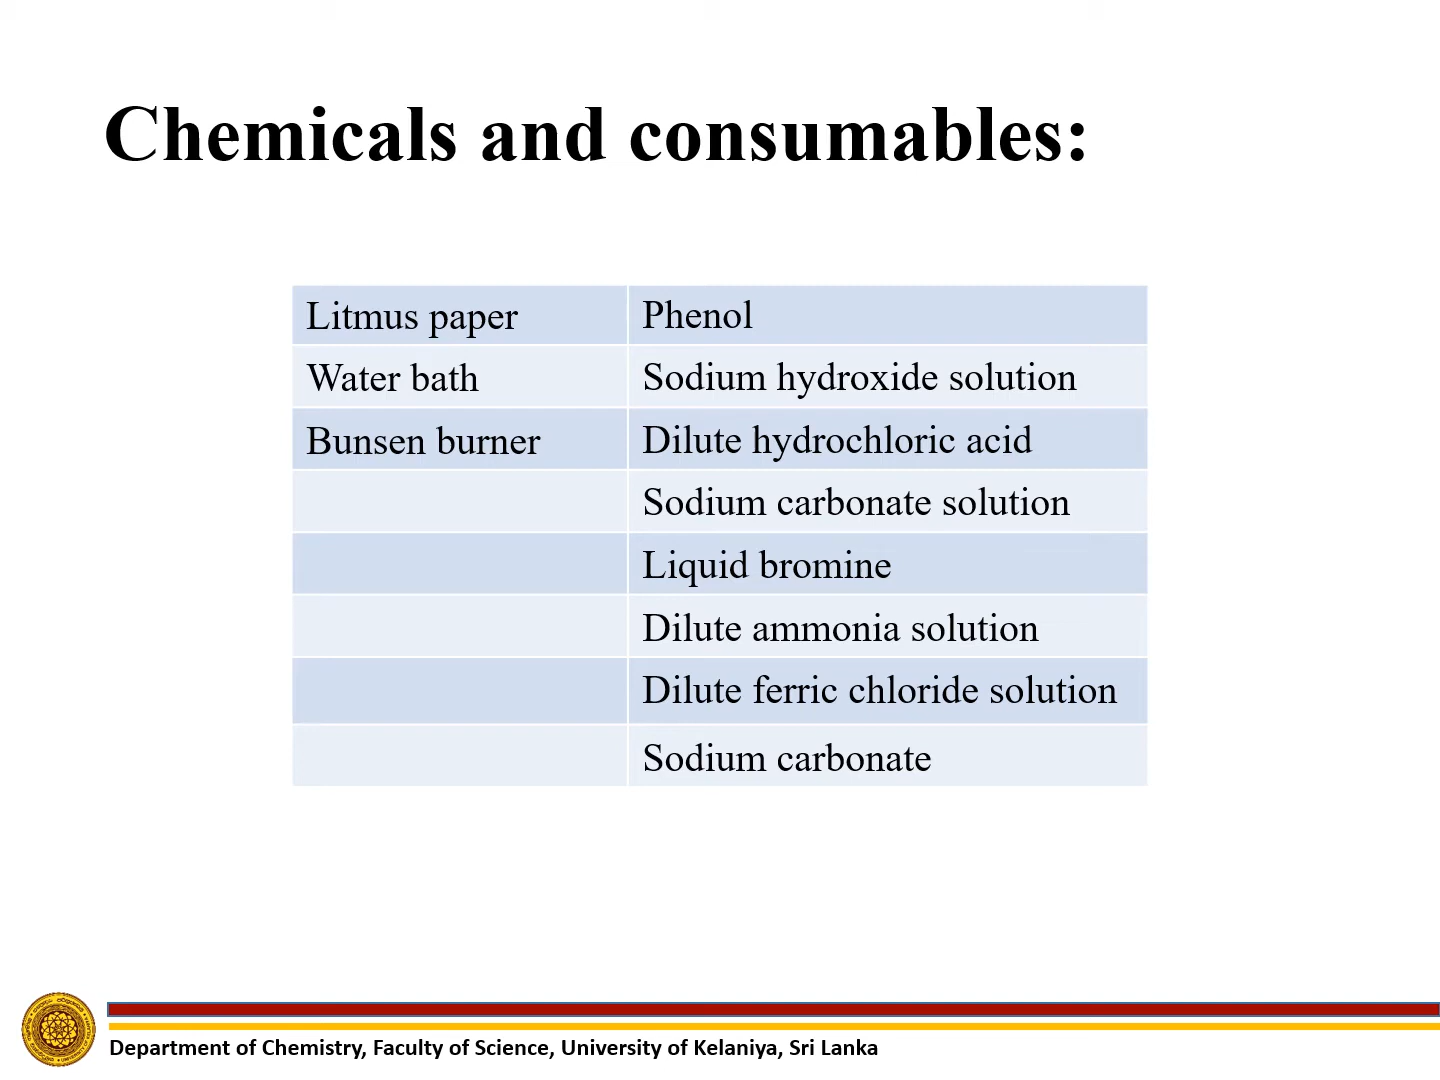 Chemicals and consumables:
Litmus paper Phenol
Water bath Sodium hydroxide solution
Bunsen burner Dilute hydrochloric acid
Sodium carbonate solution
Liquid bromine
Dilute ammonia solution
Dilute ferric chloride solution
Sodium carbonate
Department of Chemistry, Faculty of Science, University of Kelaniya, Sri Lanka